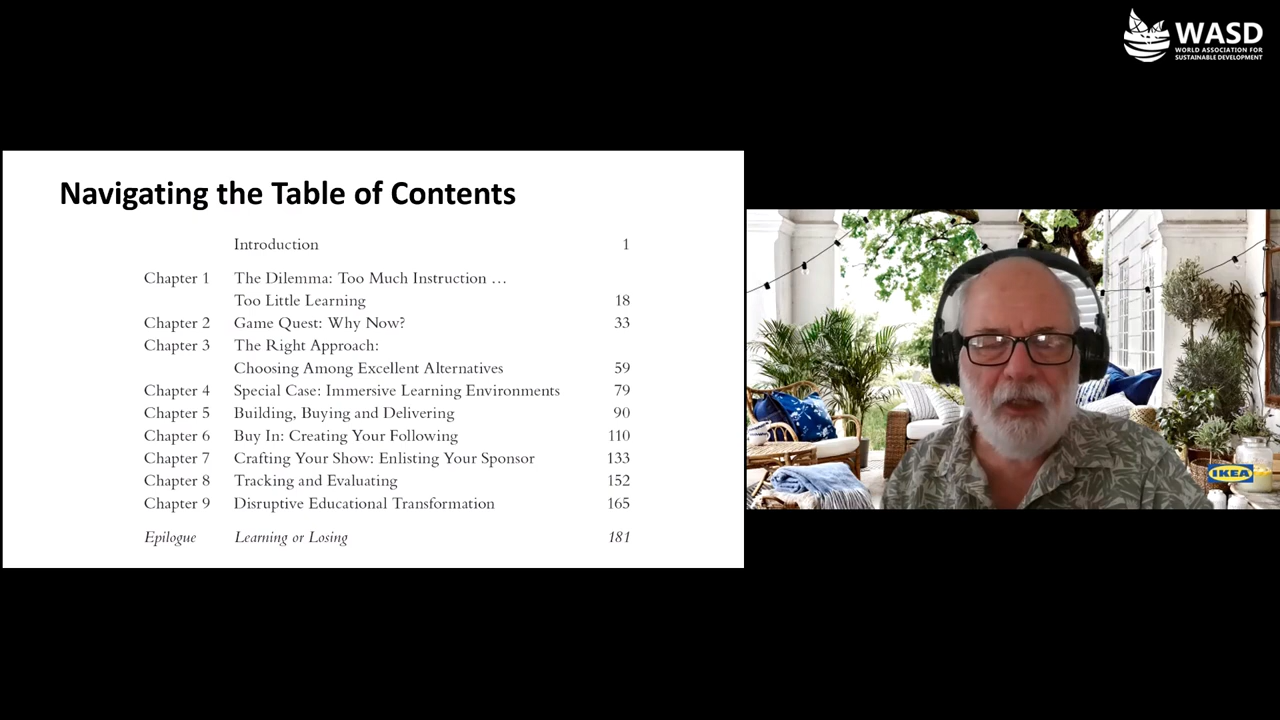 WASD
WORLD ASSOCIATION FOR
SUSTAINABLE DEVELOPMENT
Navigating the Table of Contents
Introduction 1
Chapter 1 The Dilemma: Too Much Instruction …
Too Little Learning 18
Chapter 2 Game Quest: Why Now? 33
Chapter 3 The Right Approach:
Choosing Among Excellent Alternatives 59
Chapter 4 Special Case: Immersive Learning Environments 79
Chapter 5 Building, Buying and Delivering 90
Chapter 6 Buy In: Creating Your Following 110
Chapter 7 Crafting Your Show: Enlisting Your Sponsor 133
Chapter 8 Tracking and Evaluating 152
Chapter 9 Disruptive Educational Transformation 165
Epilogue Learning or Losing 181
IKEA